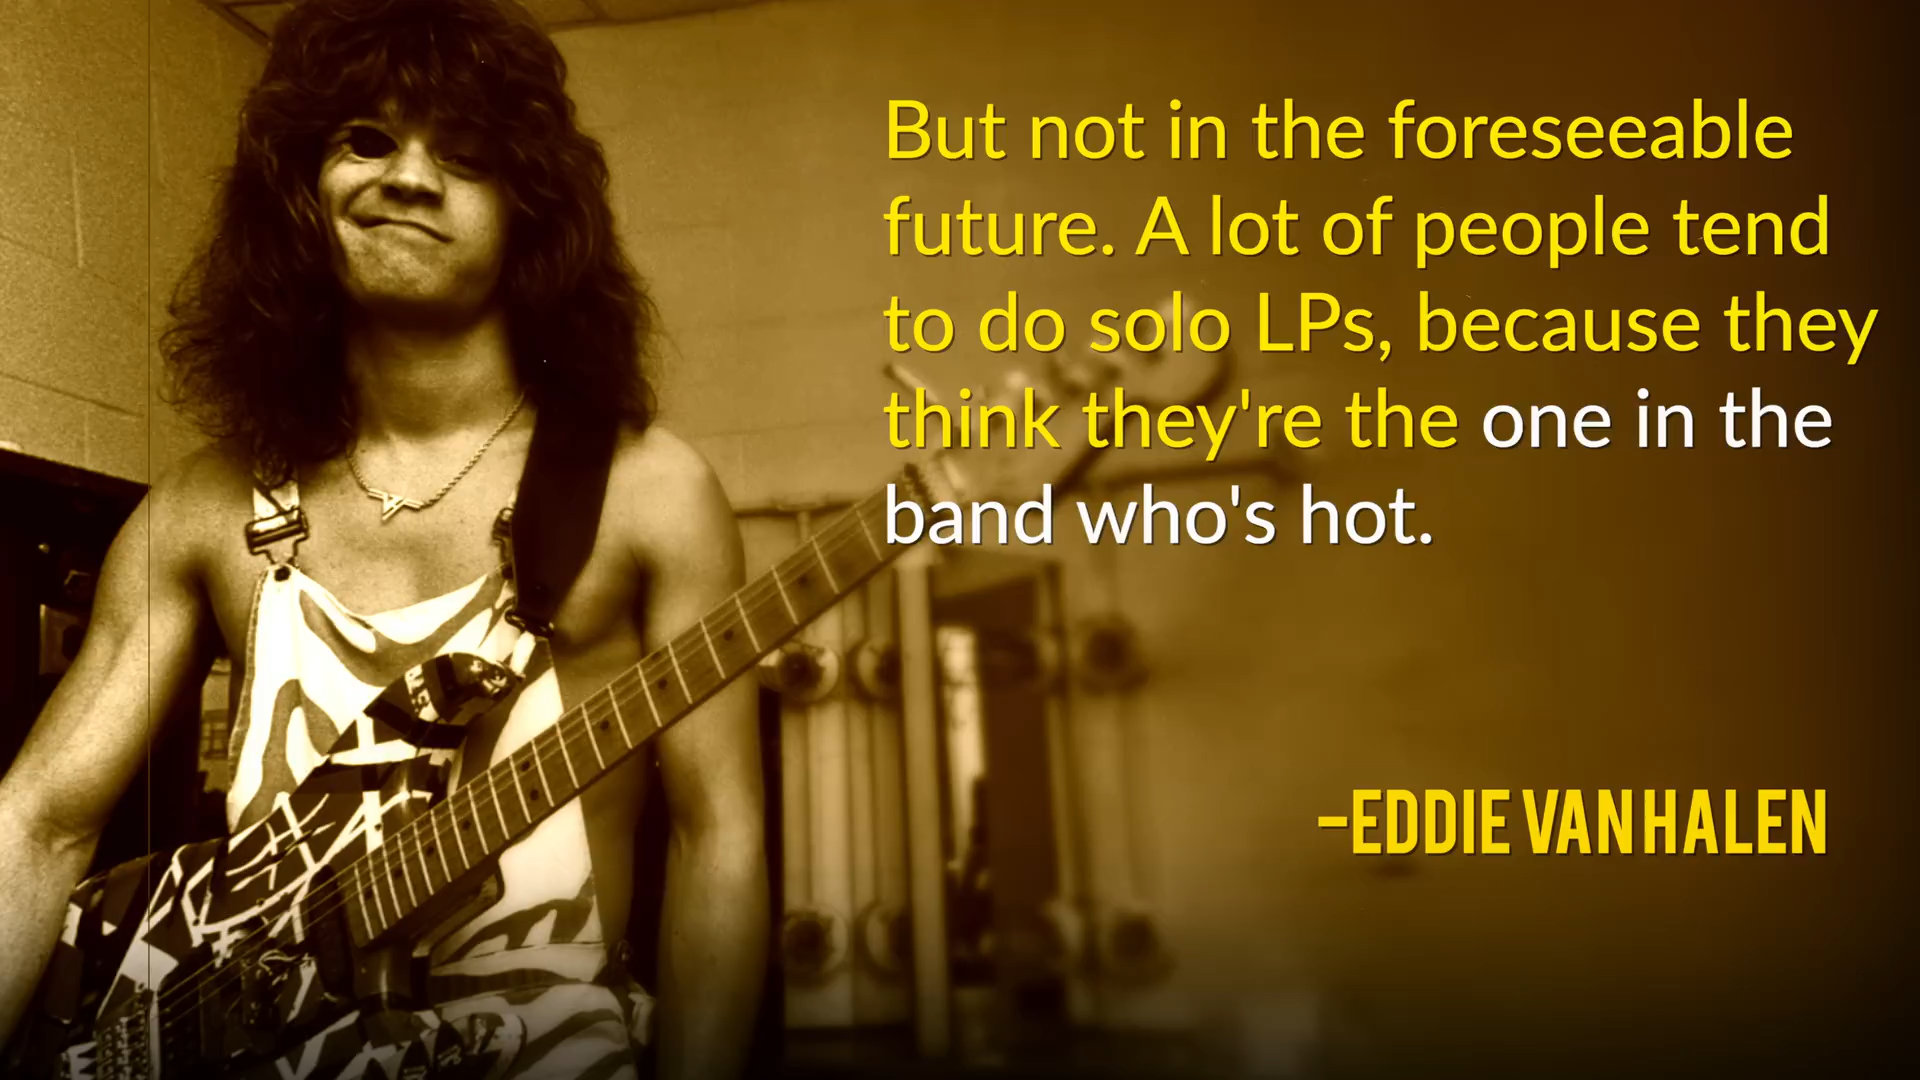 But not in the foreseeable
future. A lot of people tend
to do solo LPs, because they
think they're the one in the
band who's hot.
-EDDIE VAN HALEN